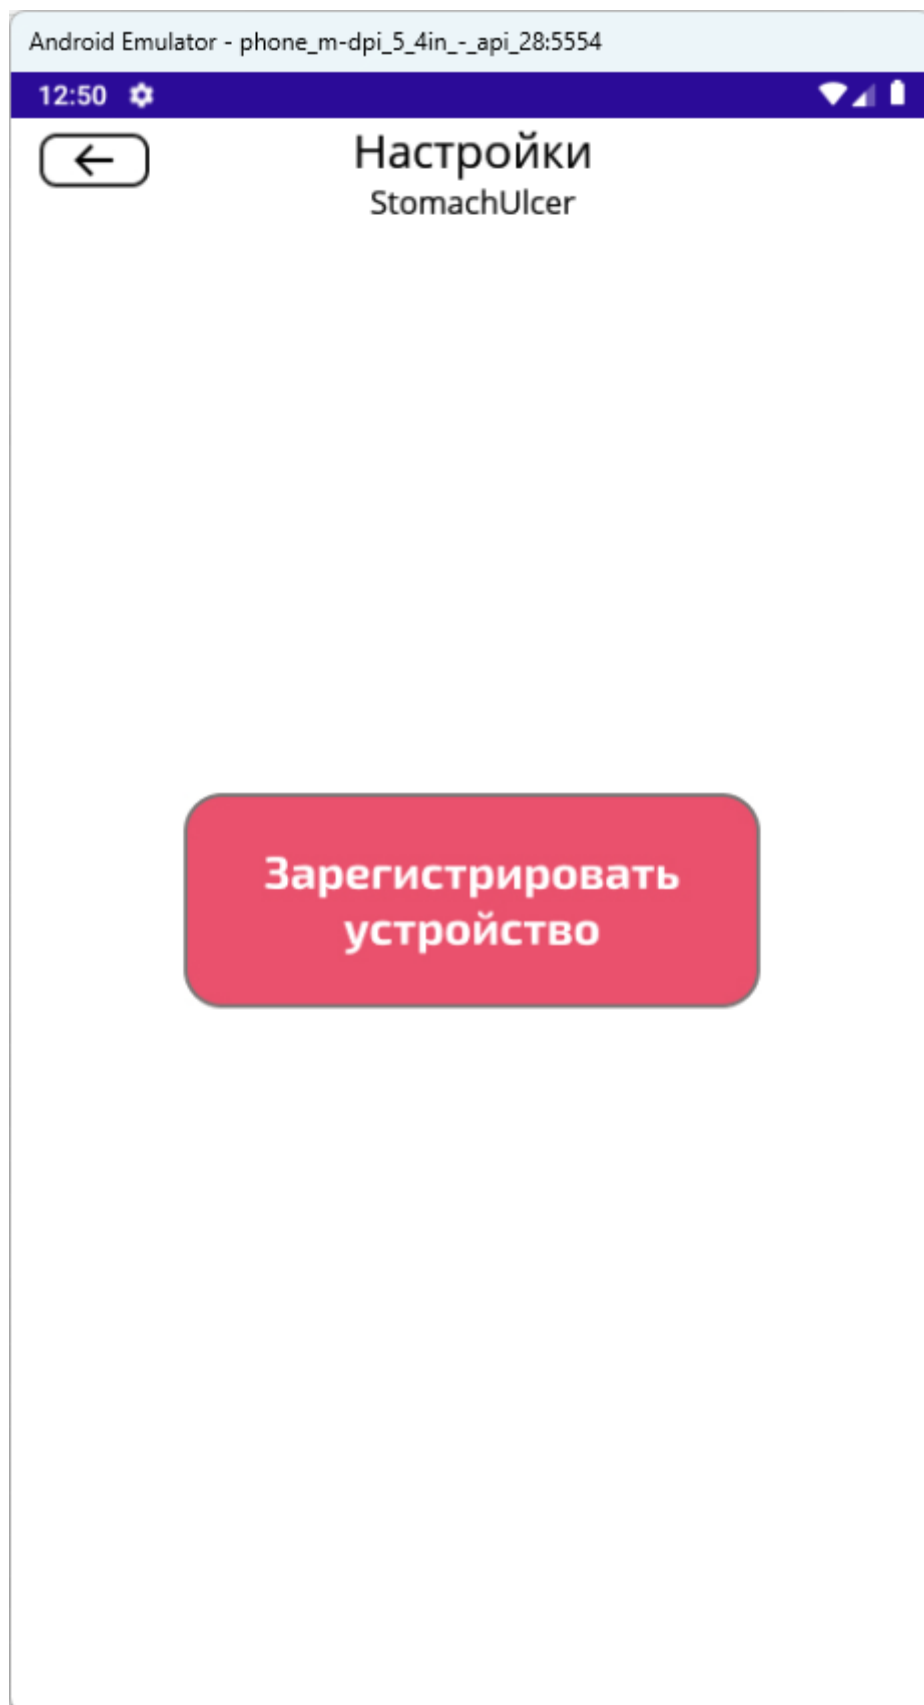 Android Emulator - phone_m-dpi_5_4in_-_api_28:5554
12:50
Настройки
StomachUlcer
Зарегистрировать
устройство